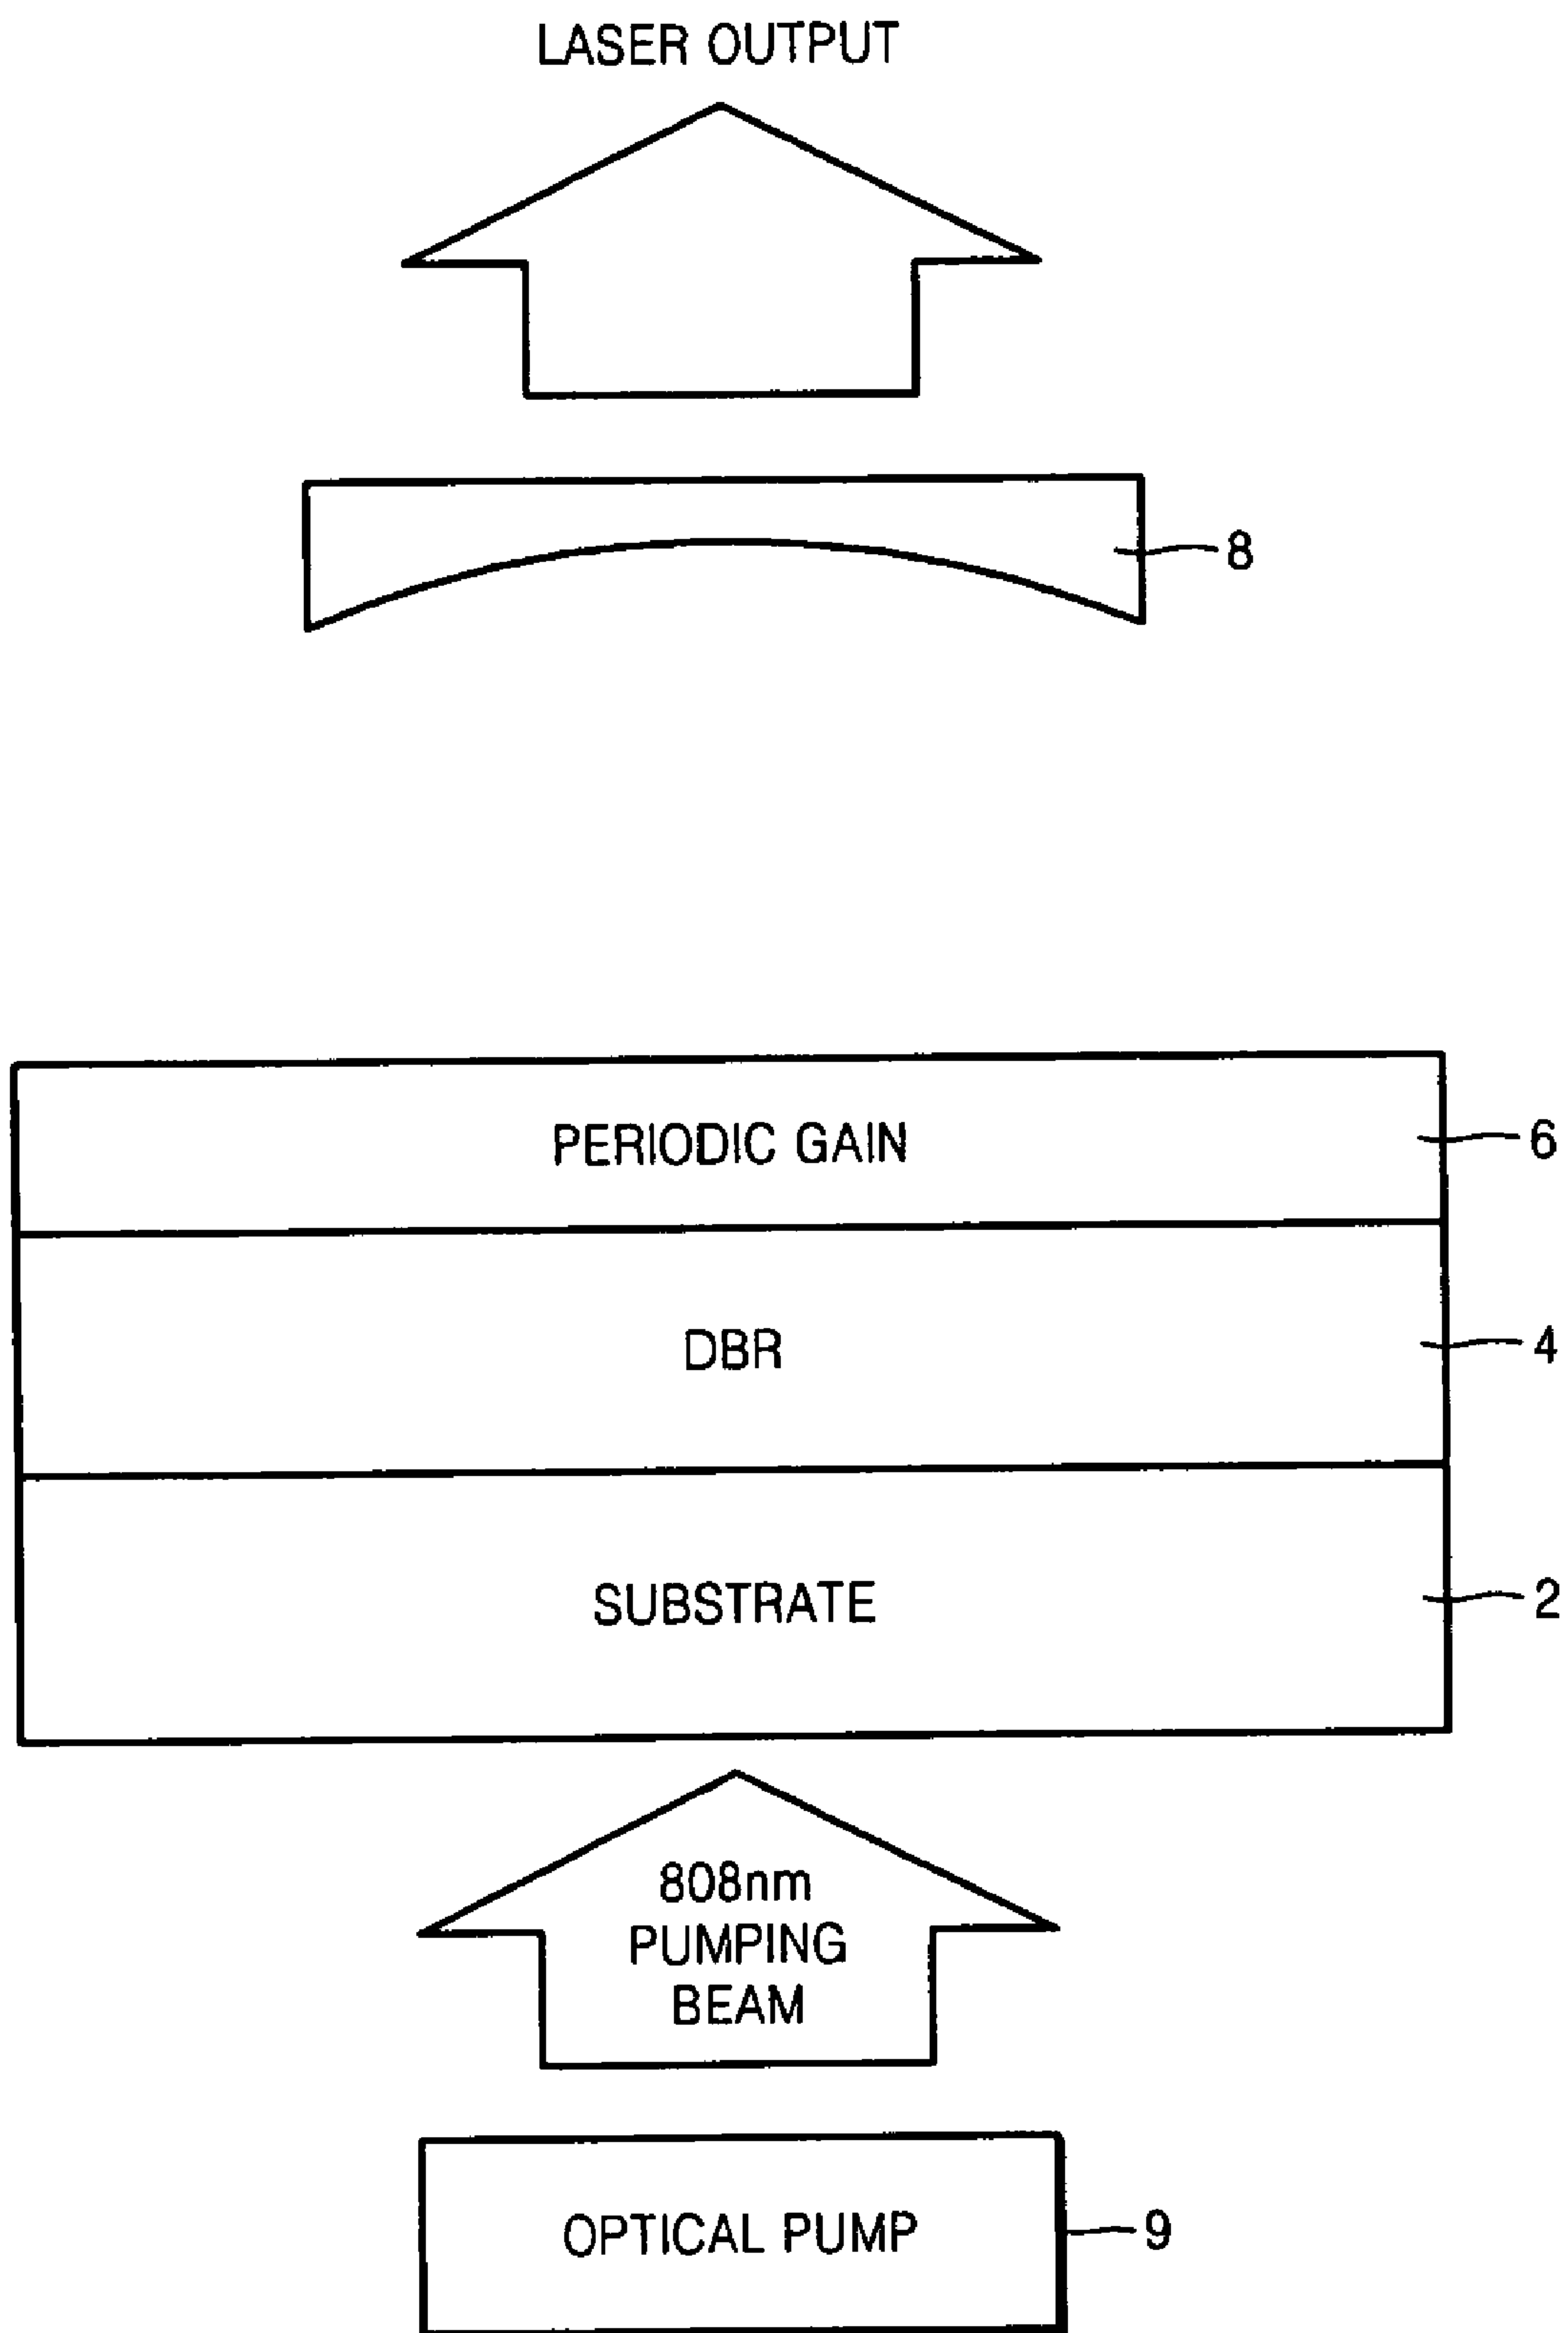 LASER OUTPUT
8
PERIODIC GAIN
6
DBR
4
SUBSTRATE
2
808nm
PUMPING
BEAM
OPTICAL PUMP
9